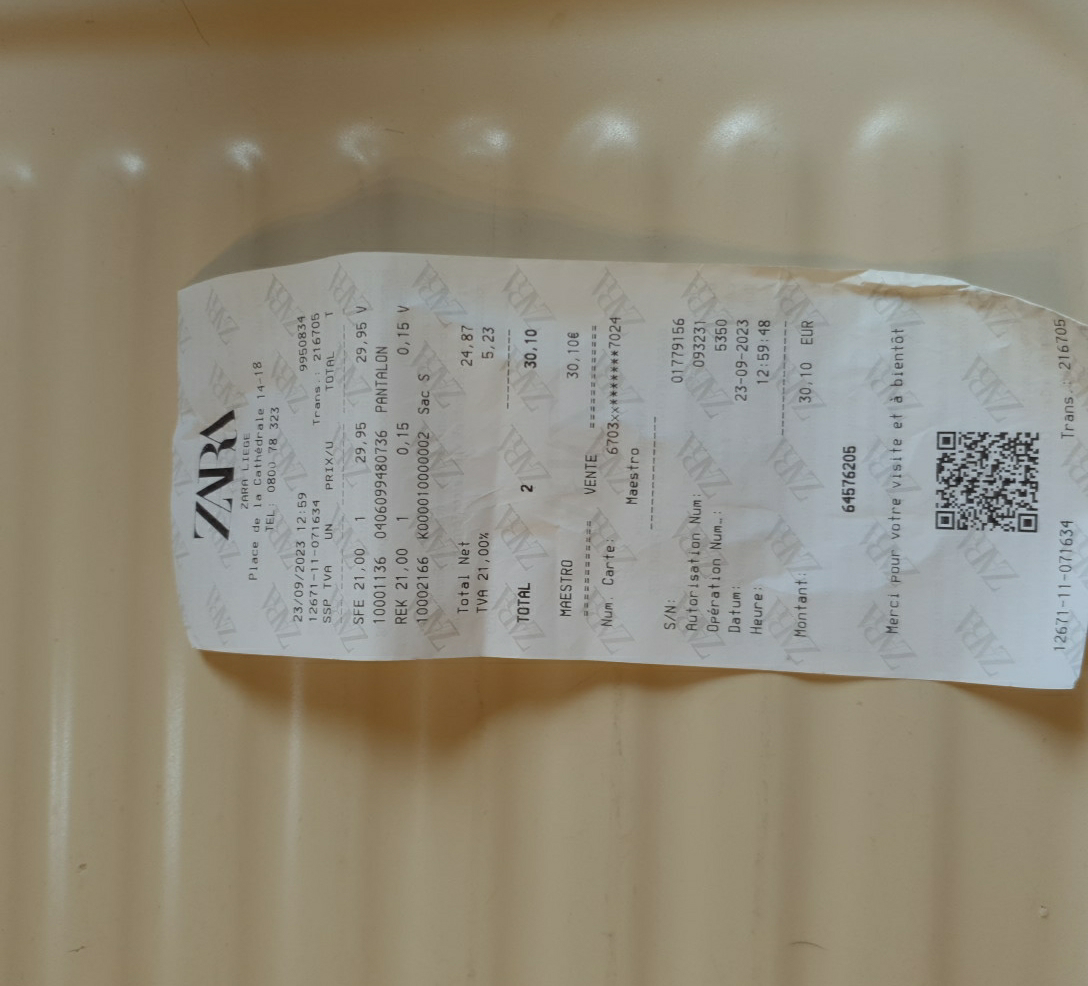 ZARA
ZARA LIEGE
Place de la Cathédrale 14-18
TEL: 0800 78 323
23/09/2023 12:59 9950834
12671-11-071634 Trans.: 216705
SSP TVA UN PRIX/U TOTAL T
SFE 21,00 1 29,95 29,95 V
10001136 0406099480736 PANTALON
REK 21,00 1 0,15 0,15 V
10002166 K000010000002 Sac S
Total Net 24,87
TVA 21,00% 5,23
TOTAL 2 30,10
MAESTRO 30,10€
============ VENTE ============
Num. Carte: 6703xx********7024
Maestro
S/N: 01779156
Autorisation Num: 093231
Opération Num.: 5350
Datum: 23-09-2023
Heure: 12:59:48
Montant: 30,10 EUR
64576205
Merci pour votre visite et à bientôt
12671-11-071634 Trans.: 216705